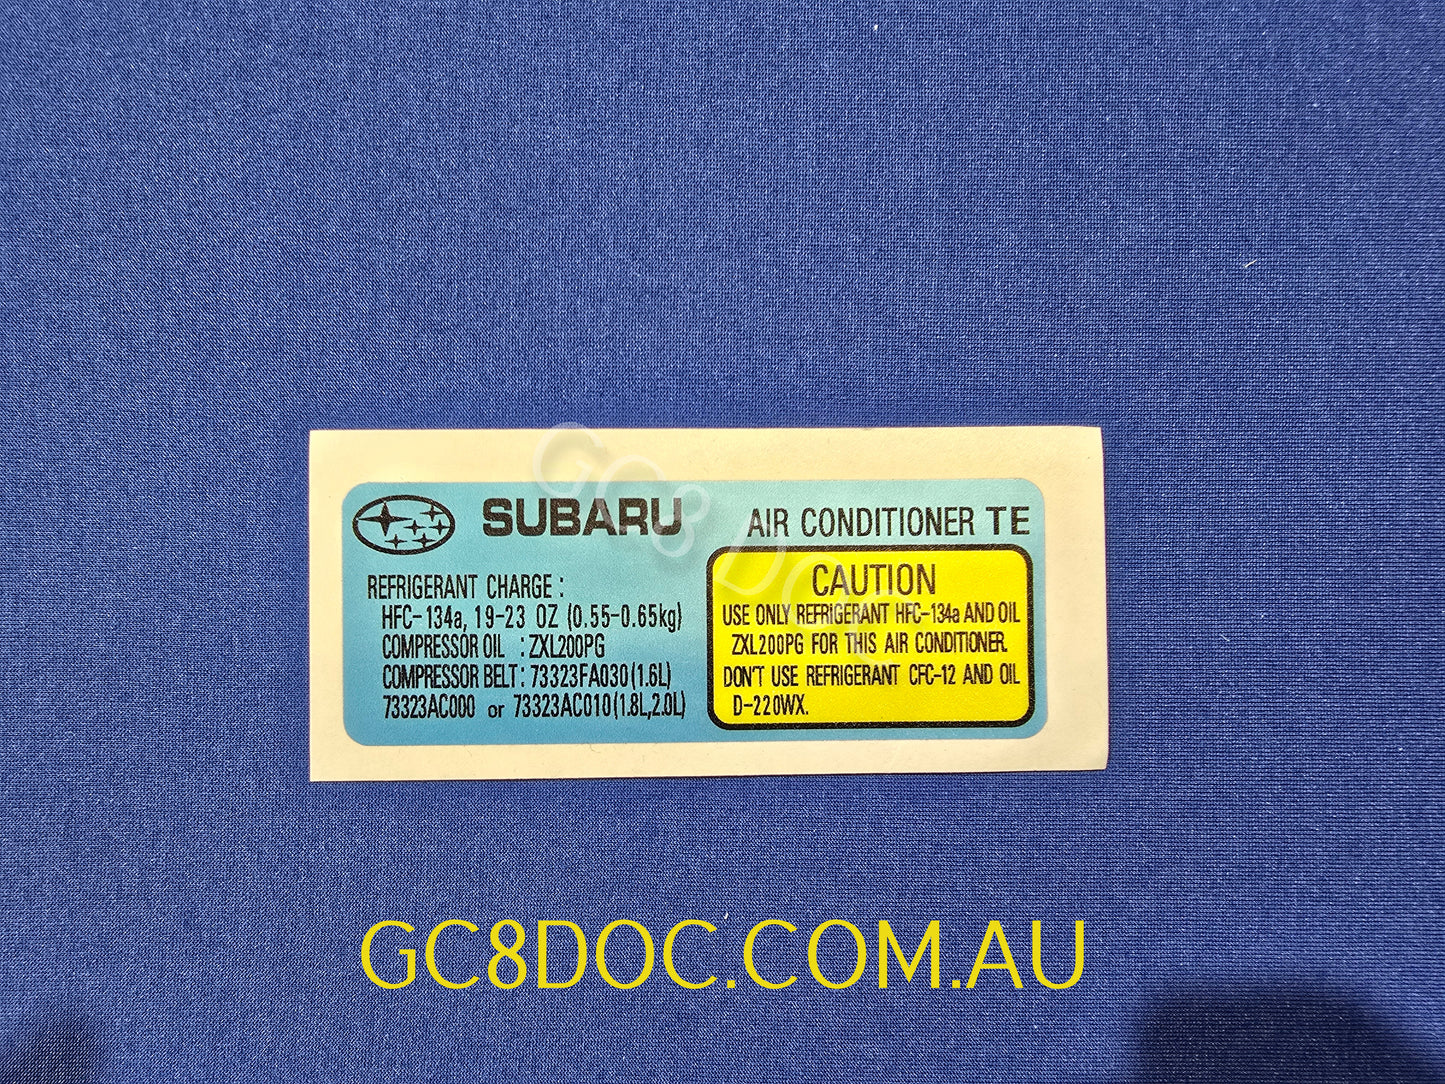 SUBARU AIR CONDITIONER TE
REFRIGERANT CHARGE :
HFC-134a, 19-23 OZ (0.55-0.65kg)
COMPRESSOR OIL : ZXL200PG
COMPRESSOR BELT : 73323FA030(1.6L)
73323AC000 or 73323AC010(1.8L,2.0L)
CAUTION
USE ONLY REFRIGERANT HFC-134a AND OIL
ZXL200PG FOR THIS AIR CONDITIONER.
DON'T USE REFRIGERANT CFC-12 AND OIL
D-220WX.
GC8 DOC
GC8DOC.COM.AU